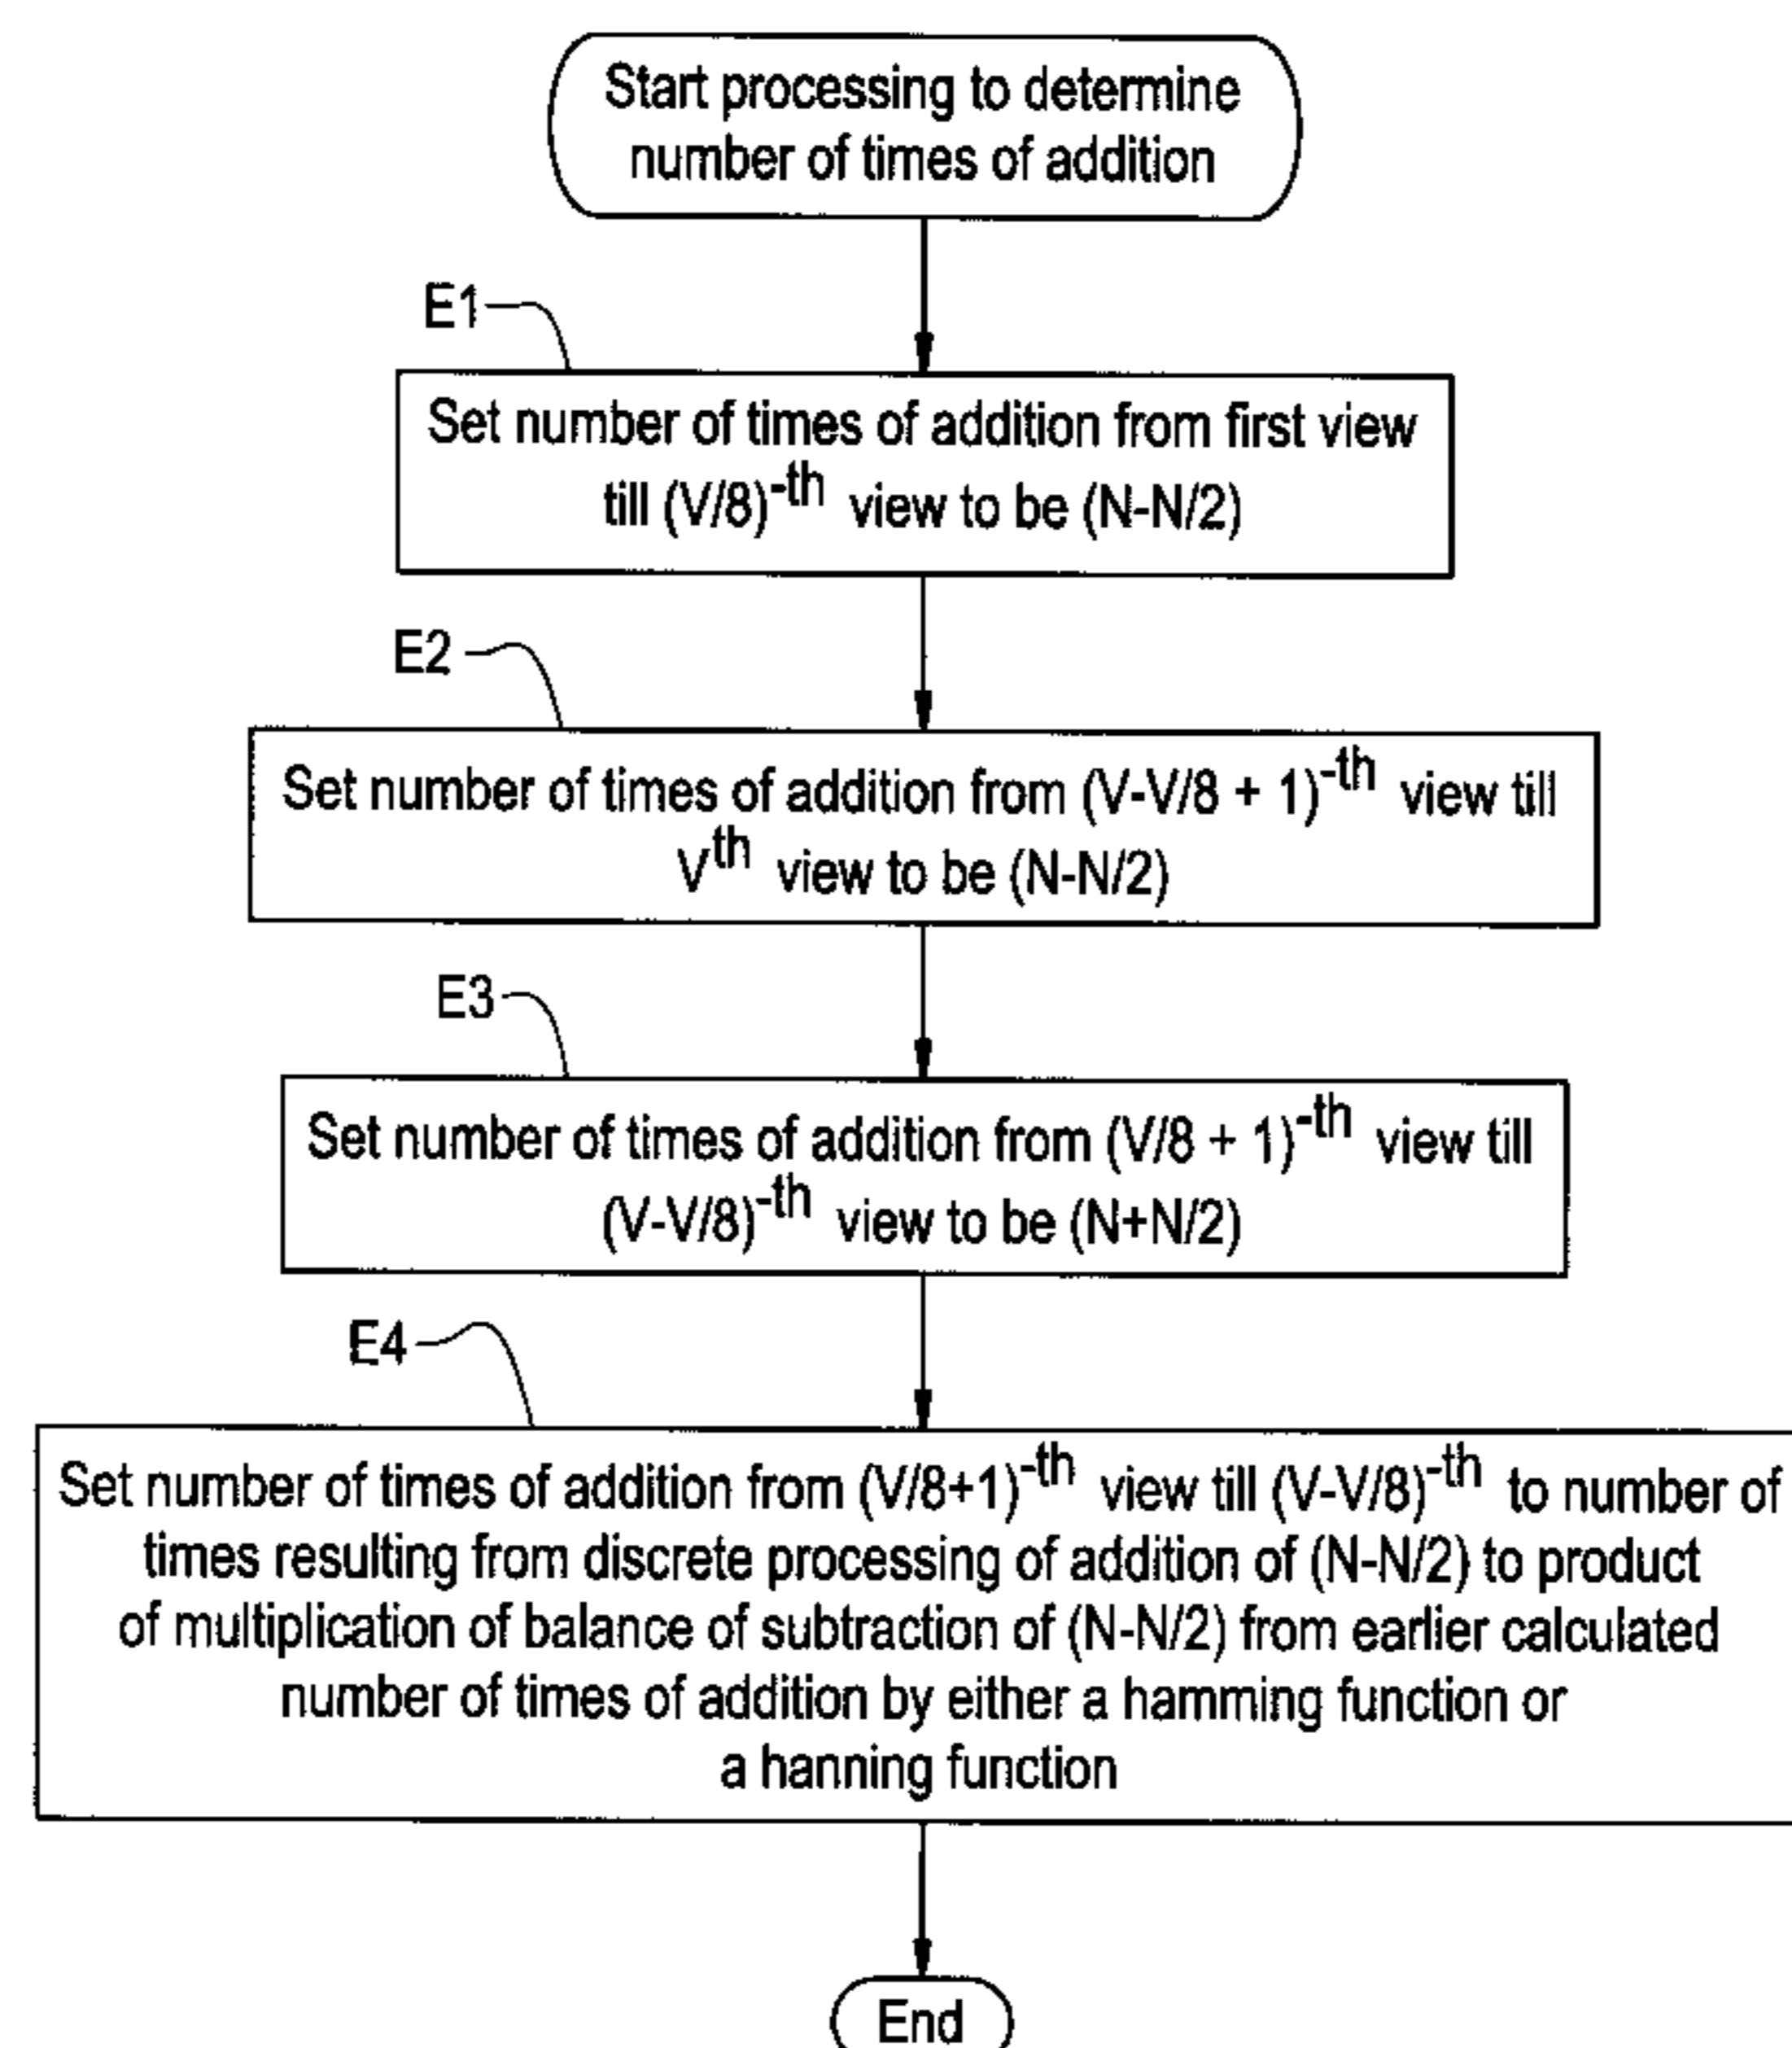 Start processing to determine
number of times of addition
E1
Set number of times of addition from first view
till (V/8)-th view to be (N-N/2)
E2
Set number of times of addition from (V-V/8 + 1)-th view till
Vth view to be (N-N/2)
E3
Set number of times of addition from (V/8 + 1)-th view till
(V-V/8)-th view to be (N+N/2)
E4
Set number of times of addition from (V/8+1)-th view till (V-V/8)-th to number of
times resulting from discrete processing of addition of (N-N/2) to product
of multiplication of balance of subtraction of (N-N/2) from earlier calculated
number of times of addition by either a hamming function or
a hanning function
End